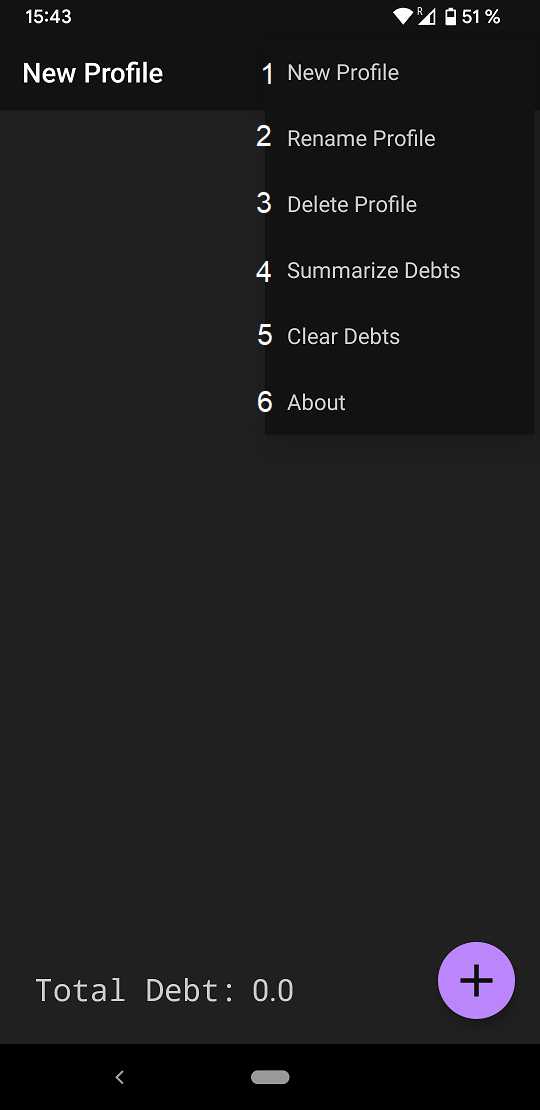 15:43 R 51 %
New Profile
1 New Profile
2 Rename Profile
3 Delete Profile
4 Summarize Debts
5 Clear Debts
6 About
Total Debt: 0.0